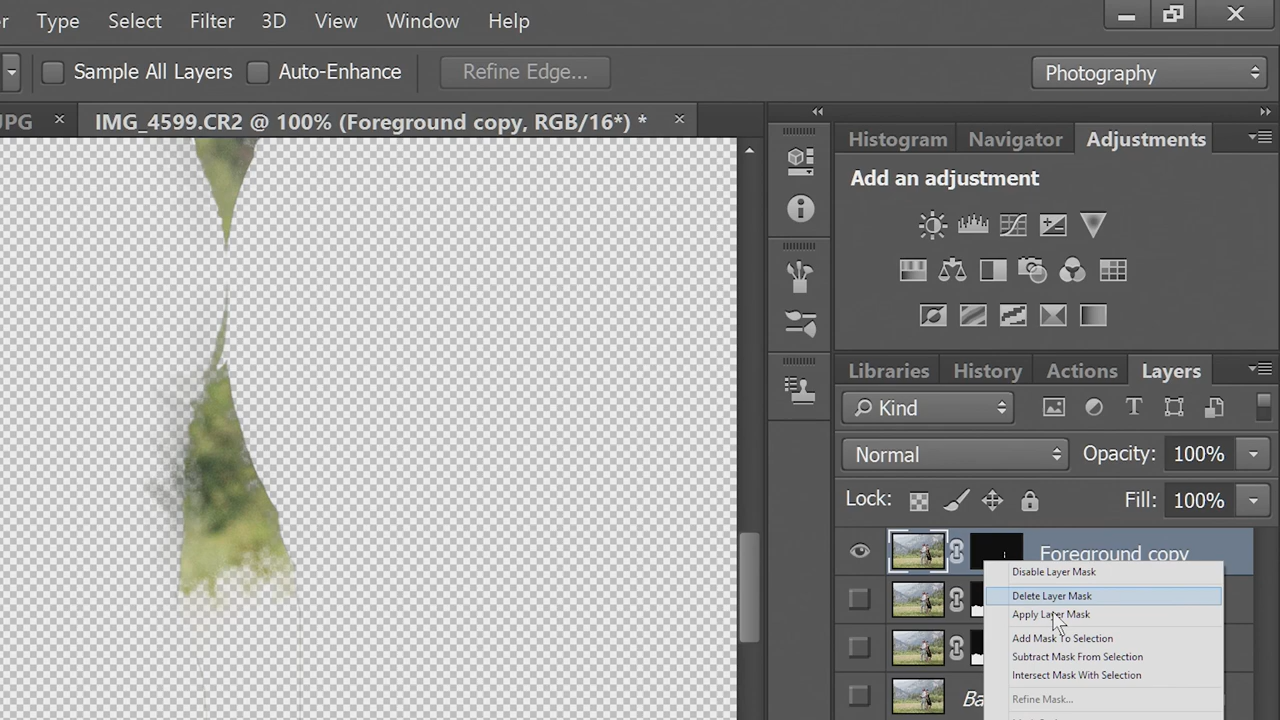 r Type Select Filter 3D View Window Help
Sample All Layers Auto-Enhance Refine Edge... Photography
JPG × IMG_4599.CR2 @ 100% (Foreground copy, RGB/16*) * ×
Histogram Navigator Adjustments
Add an adjustment
Libraries History Actions Layers
Kind
Normal Opacity: 100%
Lock: Fill: 100%
Foreground copy
Disable Layer Mask
Delete Layer Mask
Apply Layer Mask
Add Mask To Selection
Subtract Mask From Selection
Intersect Mask With Selection
Ba
Refine Mask...